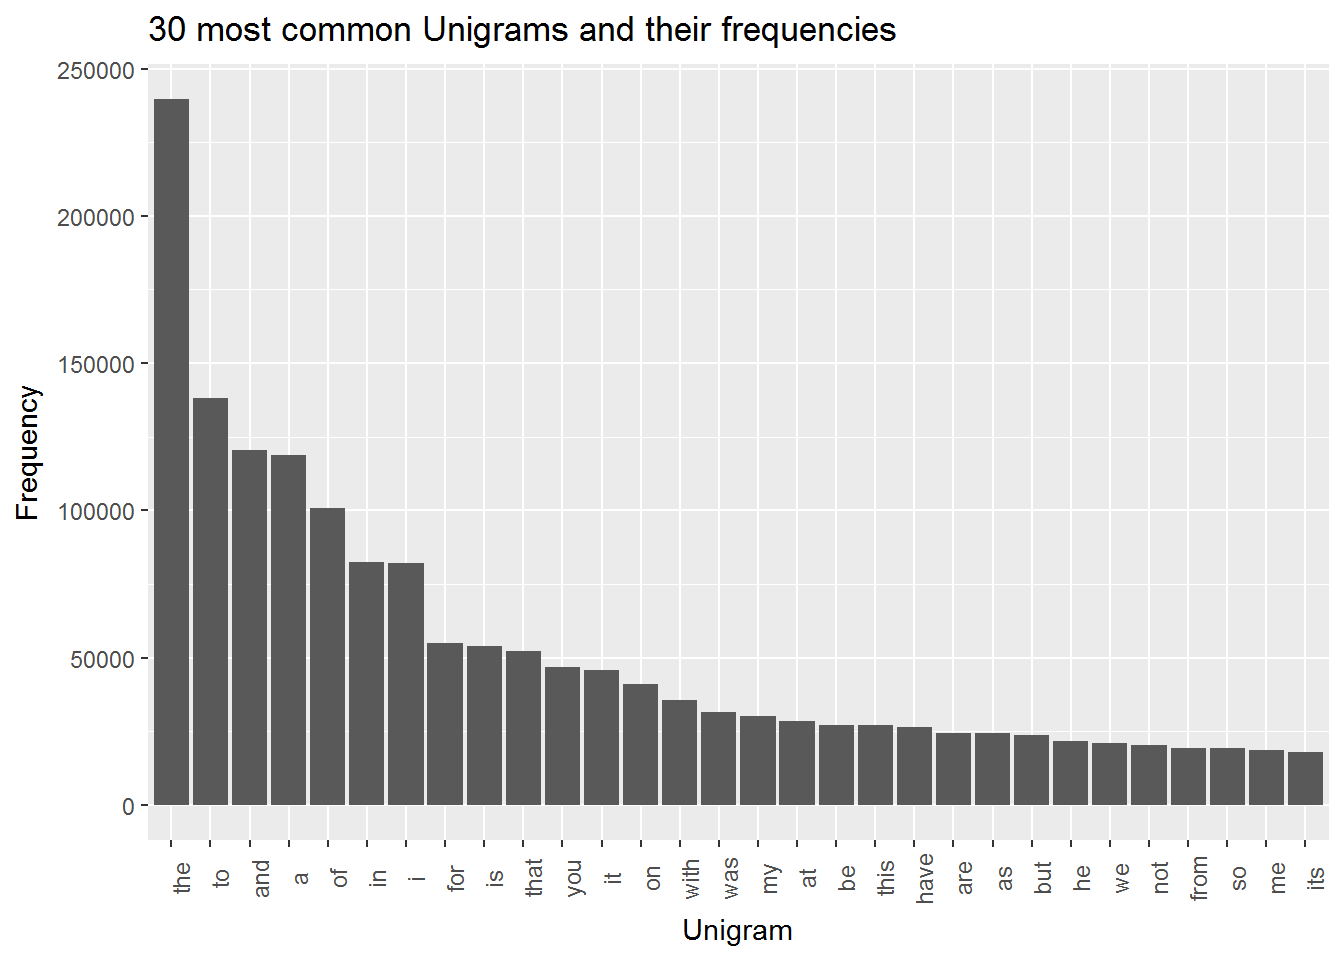 30 most common Unigrams and their frequencies
Frequency
250000
200000
150000
100000
50000
0
the to and a of in i for is that you it on with was my at be this have are as but he we not from so me its
Unigram